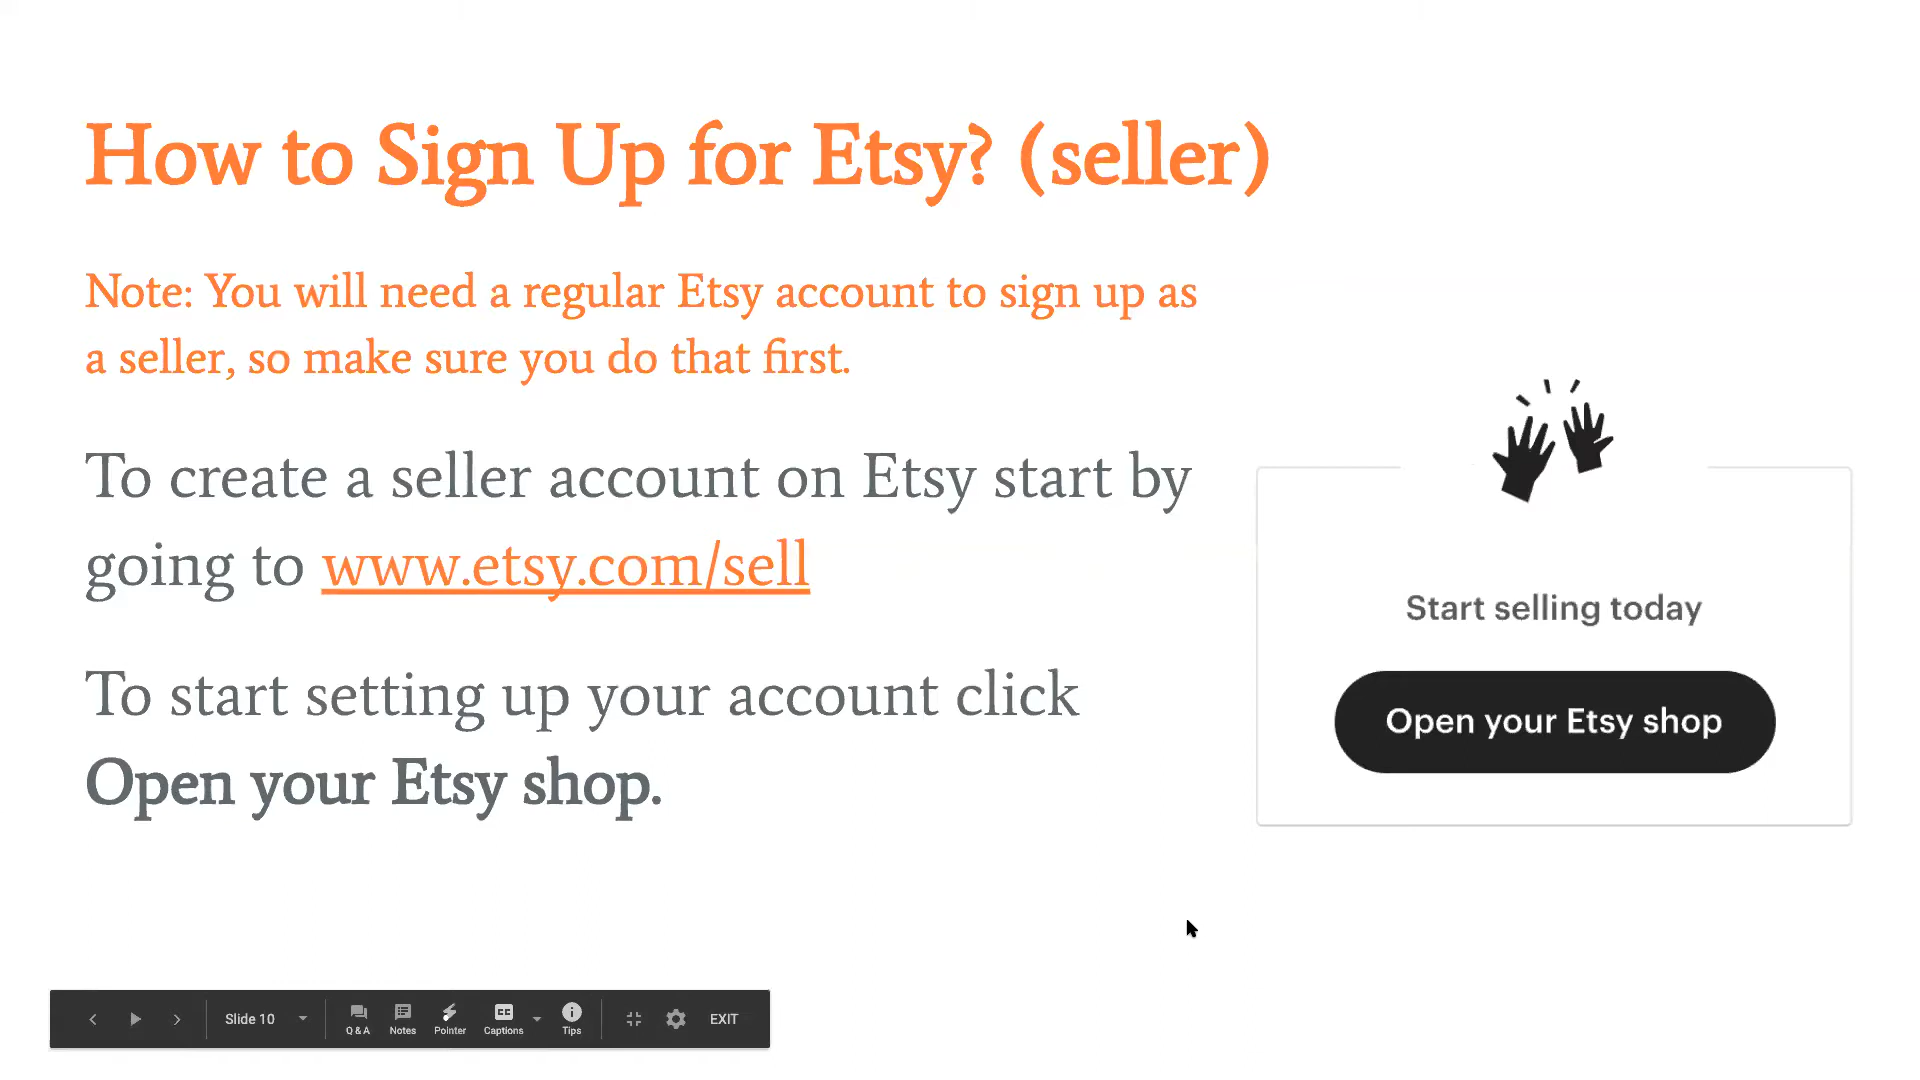 How to Sign Up for Etsy? (seller)
Note: You will need a regular Etsy account to sign up as
a seller, so make sure you do that first.
To create a seller account on Etsy start by
going to www.etsy.com/sell
To start setting up your account click
Open your Etsy shop.
Start selling today
Open your Etsy shop
Slide 10
Q & A
Notes
Pointer
CC
Captions
Tips
EXIT